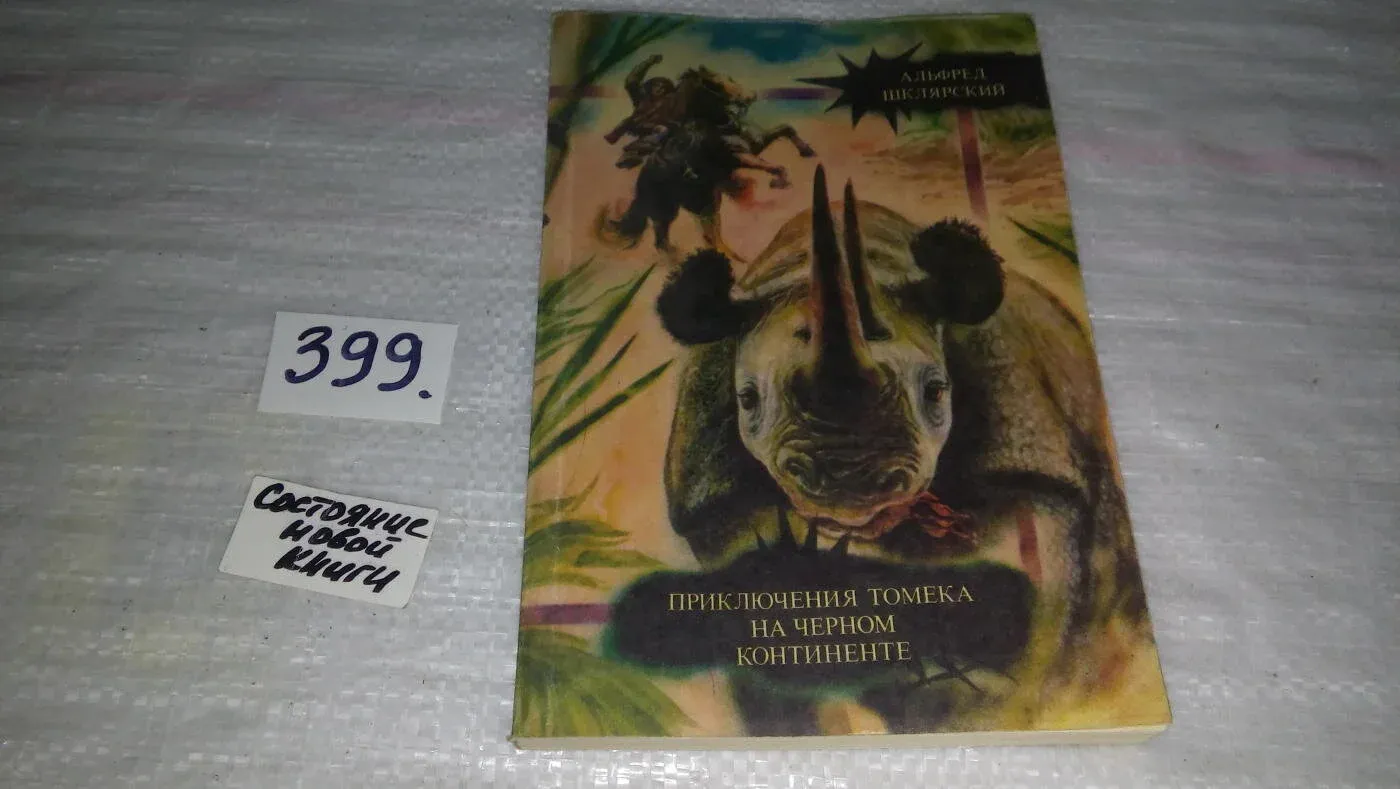 АЛЬФРЕД
ШКЛЯРСКИЙ
399.
Состояние
новой
книги
ПРИКЛЮЧЕНИЯ ТОМЕКА
НА ЧЕРНОМ
КОНТИНЕНТЕ